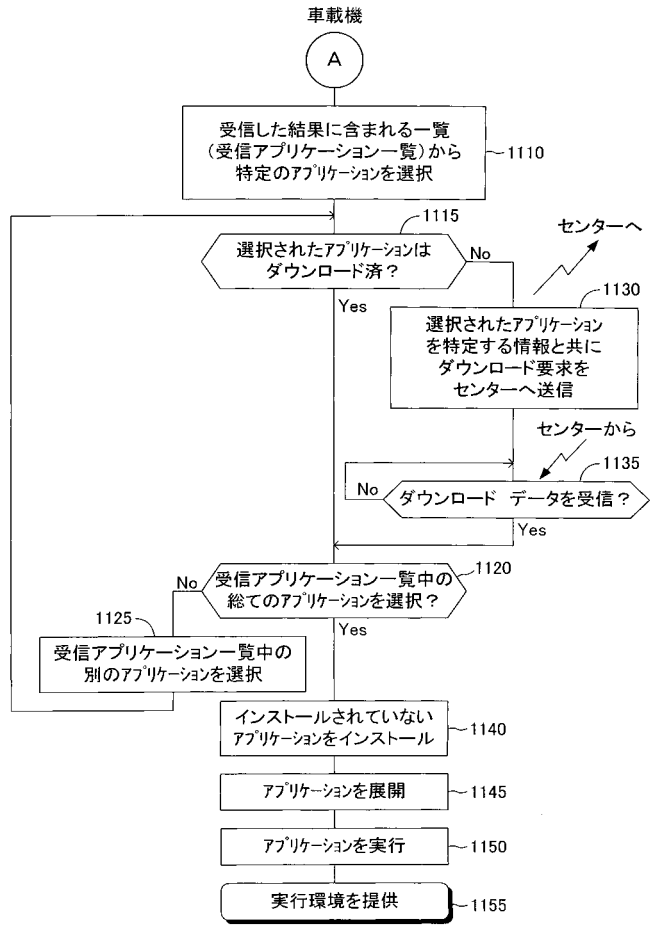 車載機
A
受信した結果に含まれる一覧
(受信アプリケーション一覧)から
特定のアプリケーションを選択
1110
1115
選択されたアプリケーションは
ダウンロード済？
No
Yes
センターへ
1130
選択されたアプリケーション
を特定する情報と共に
ダウンロード要求を
センターへ送信
センターから
1135
ダウンロード データを受信？
No
Yes
1120
受信アプリケーション一覧中の
総てのアプリケーションを選択？
No
Yes
1125
受信アプリケーション一覧中の
別のアプリケーションを選択
インストールされていない
アプリケーションをインストール
1140
アプリケーションを展開
1145
アプリケーションを実行
1150
実行環境を提供
1155